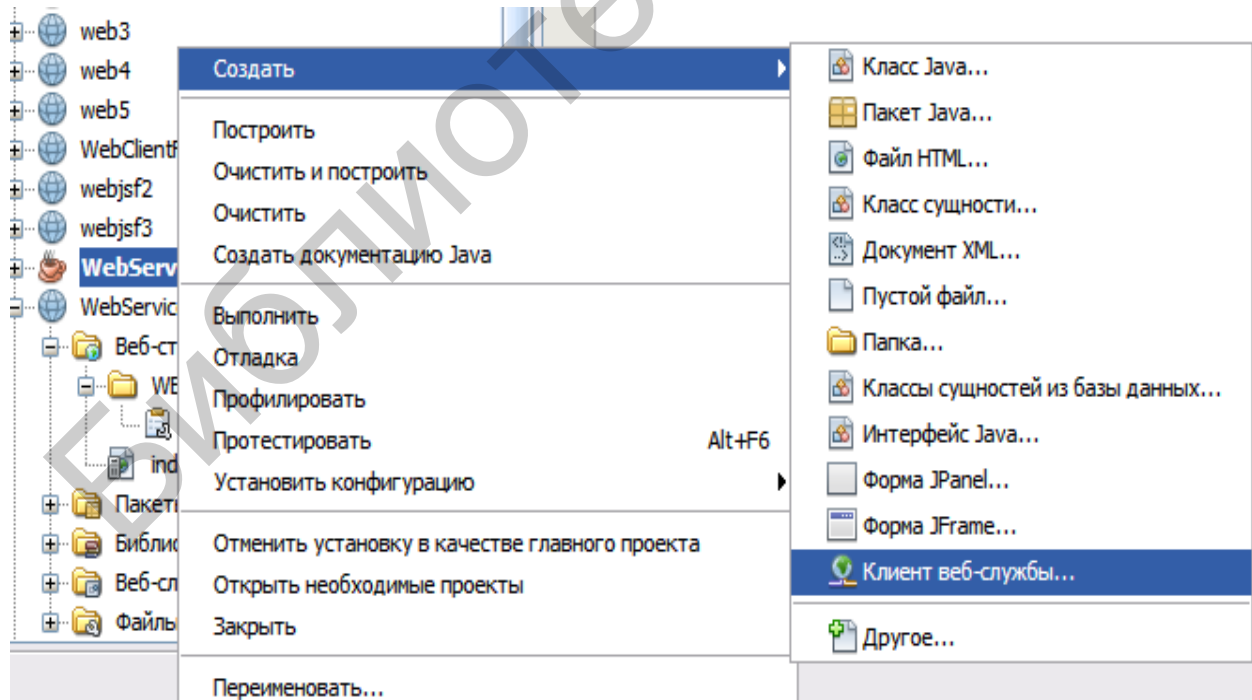 web3
web4
web5
WebClientf
webjsf2
webjsf3
WebServ
WebServic
Веб-ст
WE
ind
Пакеты
Библио
Веб-сл
Файлы
Создать
Построить
Очистить и построить
Очистить
Создать документацию Java
Выполнить
Отладка
Профилировать
Протестировать Alt+F6
Установить конфигурацию
Отменить установку в качестве главного проекта
Открыть необходимые проекты
Закрыть
Переименовать...
Класс Java...
Пакет Java...
Файл HTML...
Класс сущности...
Документ XML...
Пустой файл...
Папка...
Классы сущностей из базы данных...
Интерфейс Java...
Форма JPanel...
Форма JFrame...
Клиент веб-службы...
Другое...
Библиоте